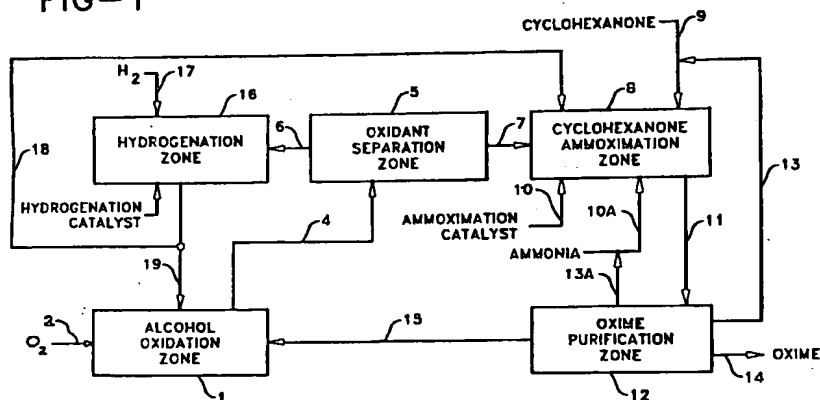 FIG-1
CYCLOHEXANONE
9
H2
17
16
5
8
HYDROGENATION
ZONE
6
OXIDANT
SEPARATION
ZONE
7
CYCLOHEXANONE
AMMOXIMATION
ZONE
18
13
HYDROGENATION
CATALYST
10
AMMOXIMATION
CATALYST
10A
11
4
AMMONIA
13A
19
2
O2
ALCOHOL
OXIDATION
ZONE
15
OXIME
PURIFICATION
ZONE
OXIME
14
1
12